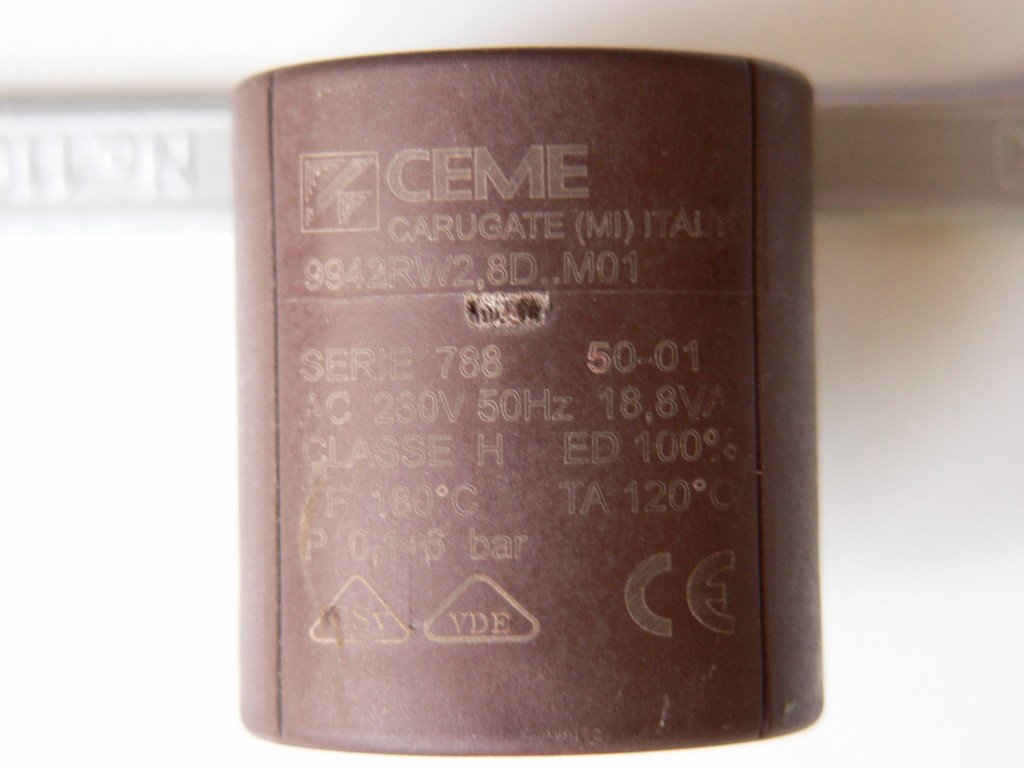 CEME
CARUGATE (MI) ITALY
9942RW2,8D..M01
SERIE 788 50-01
AC 230V 50Hz 18,8VA
CLASSE H ED 100%
TF 180°C TA 120°C
P 0,1÷6 bar
VDE
CE